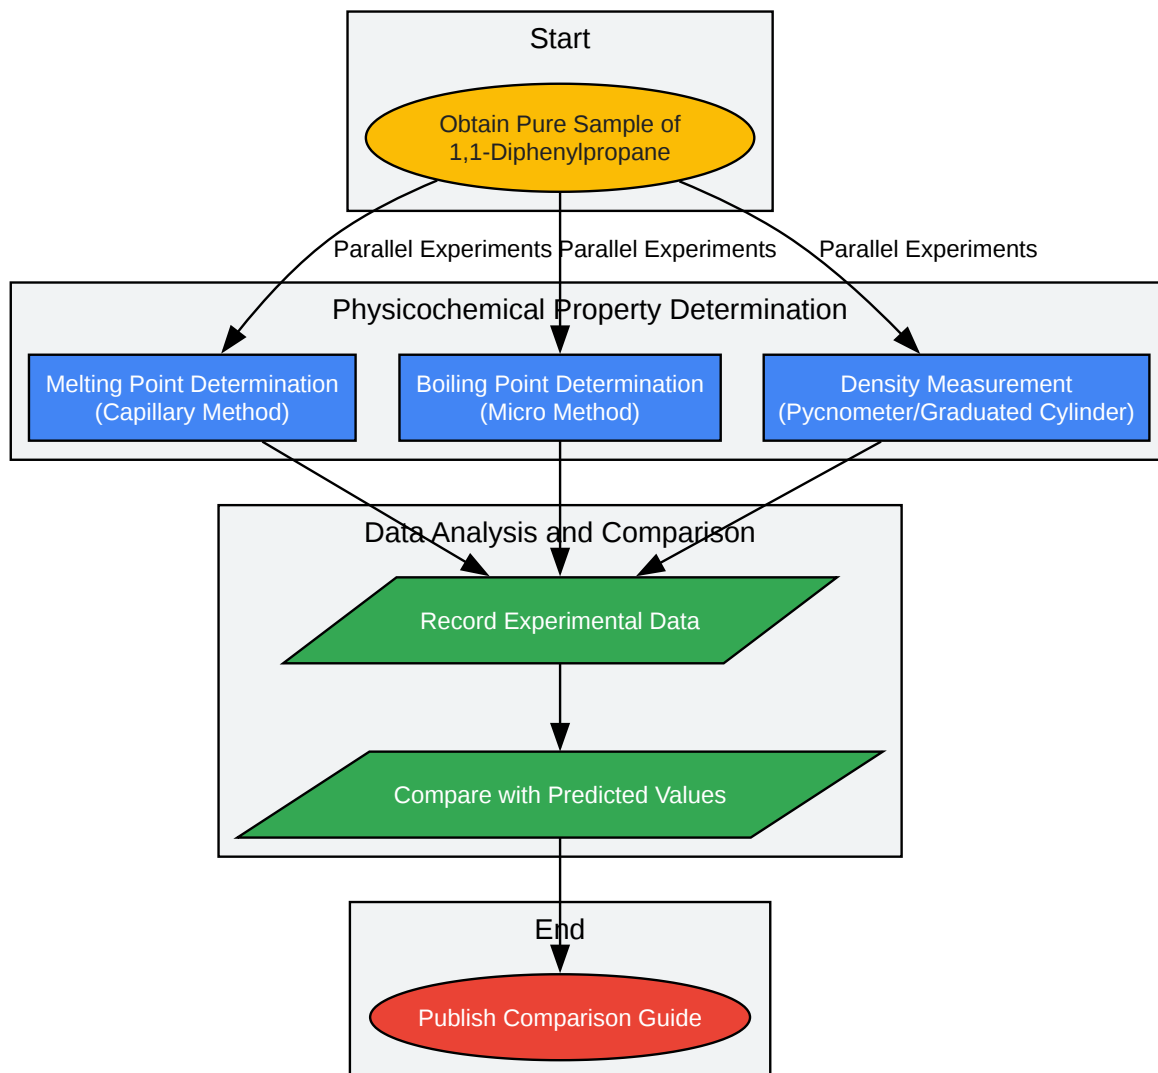 Start
Obtain Pure Sample of
1,1-Diphenylpropane
Parallel Experiments
Parallel Experiments
Parallel Experiments
Physicochemical Property Determination
Melting Point Determination
(Capillary Method)
Boiling Point Determination
(Micro Method)
Density Measurement
(Pycnometer/Graduated Cylinder)
Data Analysis and Comparison
Record Experimental Data
Compare with Predicted Values
End
Publish Comparison Guide